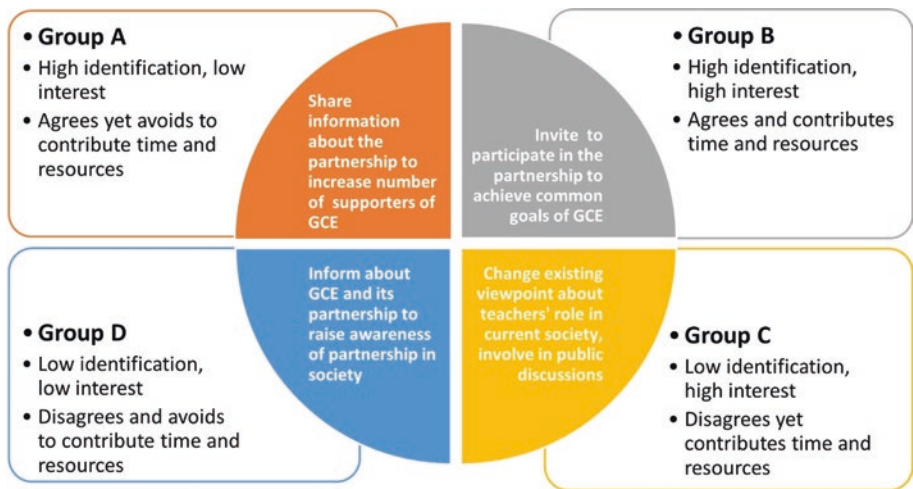 • Group A
• High identification, low
interest
• Agrees yet avoids to
contribute time and
resources
Share
information
about the
partnership to
increase number
of supporters of
GCE
• Group B
• High identification,
high interest
• Agrees and contributes
time and resources
Invite to
participate in the
partnership to
achieve common
goals of GCE
• Group D
• Low identification,
low interest
• Disagrees and avoids
to contribute time and
resources
Inform about
GCE and its
partnership to
raise awareness
of partnership in
society
Change existing
viewpoint about
teachers' role in
current society,
involve in public
discussions
• Group C
• Low identification,
high interest
• Disagrees yet
contributes time and
resources